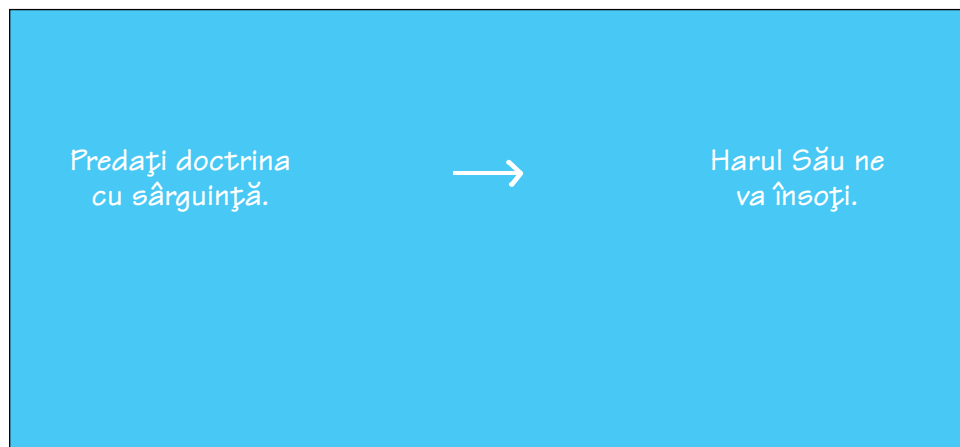 Predaţi doctrina
cu sârguinţă.
→
Harul Său ne
va însoţi.